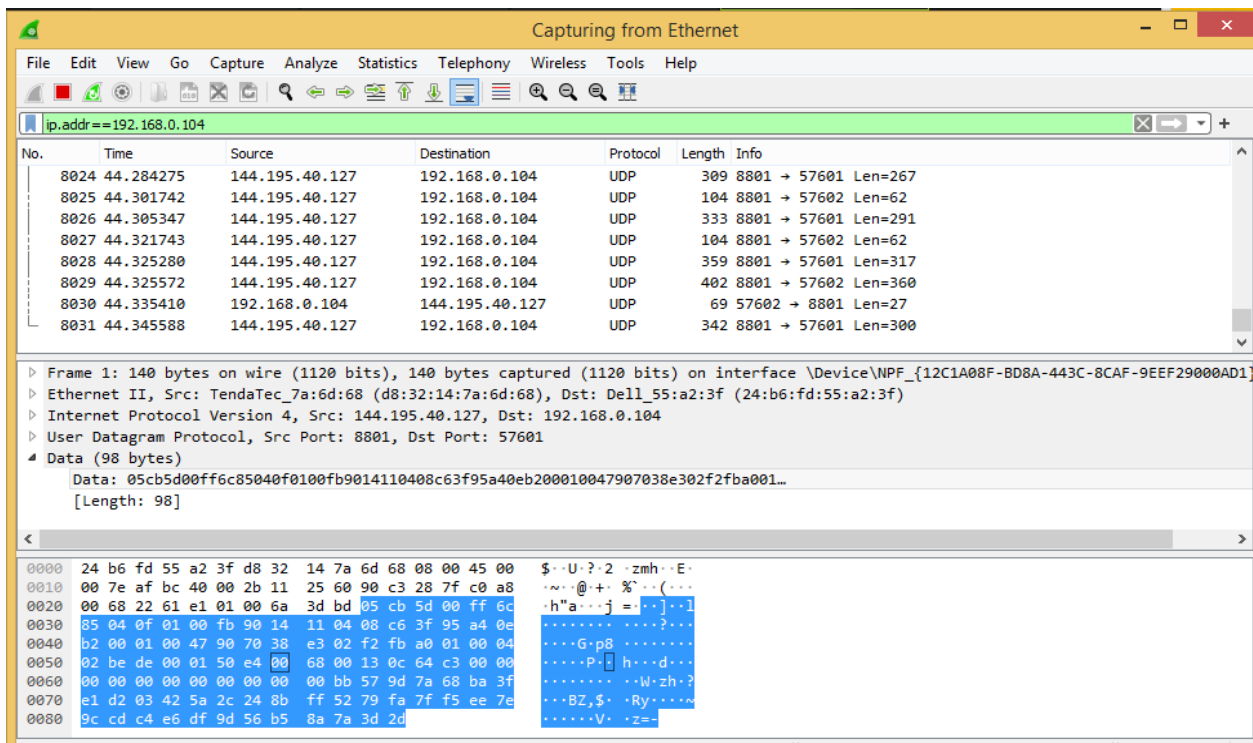 Capturing from Ethernet
File Edit View Go Capture Analyze Statistics Telephony Wireless Tools Help
ip.addr==192.168.0.104
No. Time Source Destination Protocol Length Info
8024 44.284275 144.195.40.127 192.168.0.104 UDP 309 8801 → 57601 Len=267
8025 44.301742 144.195.40.127 192.168.0.104 UDP 104 8801 → 57602 Len=62
8026 44.305347 144.195.40.127 192.168.0.104 UDP 333 8801 → 57601 Len=291
8027 44.321743 144.195.40.127 192.168.0.104 UDP 104 8801 → 57602 Len=62
8028 44.325280 144.195.40.127 192.168.0.104 UDP 359 8801 → 57601 Len=317
8029 44.325572 144.195.40.127 192.168.0.104 UDP 402 8801 → 57602 Len=360
8030 44.335410 192.168.0.104 144.195.40.127 UDP 69 57602 → 8801 Len=27
8031 44.345588 144.195.40.127 192.168.0.104 UDP 342 8801 → 57601 Len=300
Frame 1: 140 bytes on wire (1120 bits), 140 bytes captured (1120 bits) on interface \Device\NPF_{12C1A08F-BD8A-443C-8CAF-9EEF29000AD1}
Ethernet II, Src: TendaTec_7a:6d:68 (d8:32:14:7a:6d:68), Dst: Dell_55:a2:3f (24:b6:fd:55:a2:3f)
Internet Protocol Version 4, Src: 144.195.40.127, Dst: 192.168.0.104
User Datagram Protocol, Src Port: 8801, Dst Port: 57601
Data (98 bytes)
Data: 05cb5d00ff6c85040f0100fb9014110408c63f95a40eb200010047907038e302f2fba001…
[Length: 98]
0000 24 b6 fd 55 a2 3f d8 32 14 7a 6d 68 08 00 45 00 $··U·?·2 ·zmh··E·
0010 00 7e af bc 40 00 2b 11 25 60 90 c3 28 7f c0 a8 ·~··@·+· %`··(···
0020 00 68 22 61 e1 01 00 6a 3d bd 05 cb 5d 00 ff 6c ·h"a···j =···]··l
0030 85 04 0f 01 00 fb 90 14 11 04 08 c6 3f 95 a4 0e ········ ····?···
0040 b2 00 01 00 47 90 70 38 e3 02 f2 fb a0 01 00 04 ····G·p8 ········
0050 02 be de 00 01 50 e4 00 68 00 13 0c 64 c3 00 00 ·····P·· h···d···
0060 00 00 00 00 00 00 00 00 00 bb 57 9d 7a 68 ba 3f ········ ··W·zh·?
0070 e1 d2 03 42 5a 2c 24 8b ff 52 79 fa 7f f5 ee 7e ···BZ,$· ·Ry····~
0080 9c cd c4 e6 df 9d 56 b5 8a 7a 3d 2d ······V· ·z=-